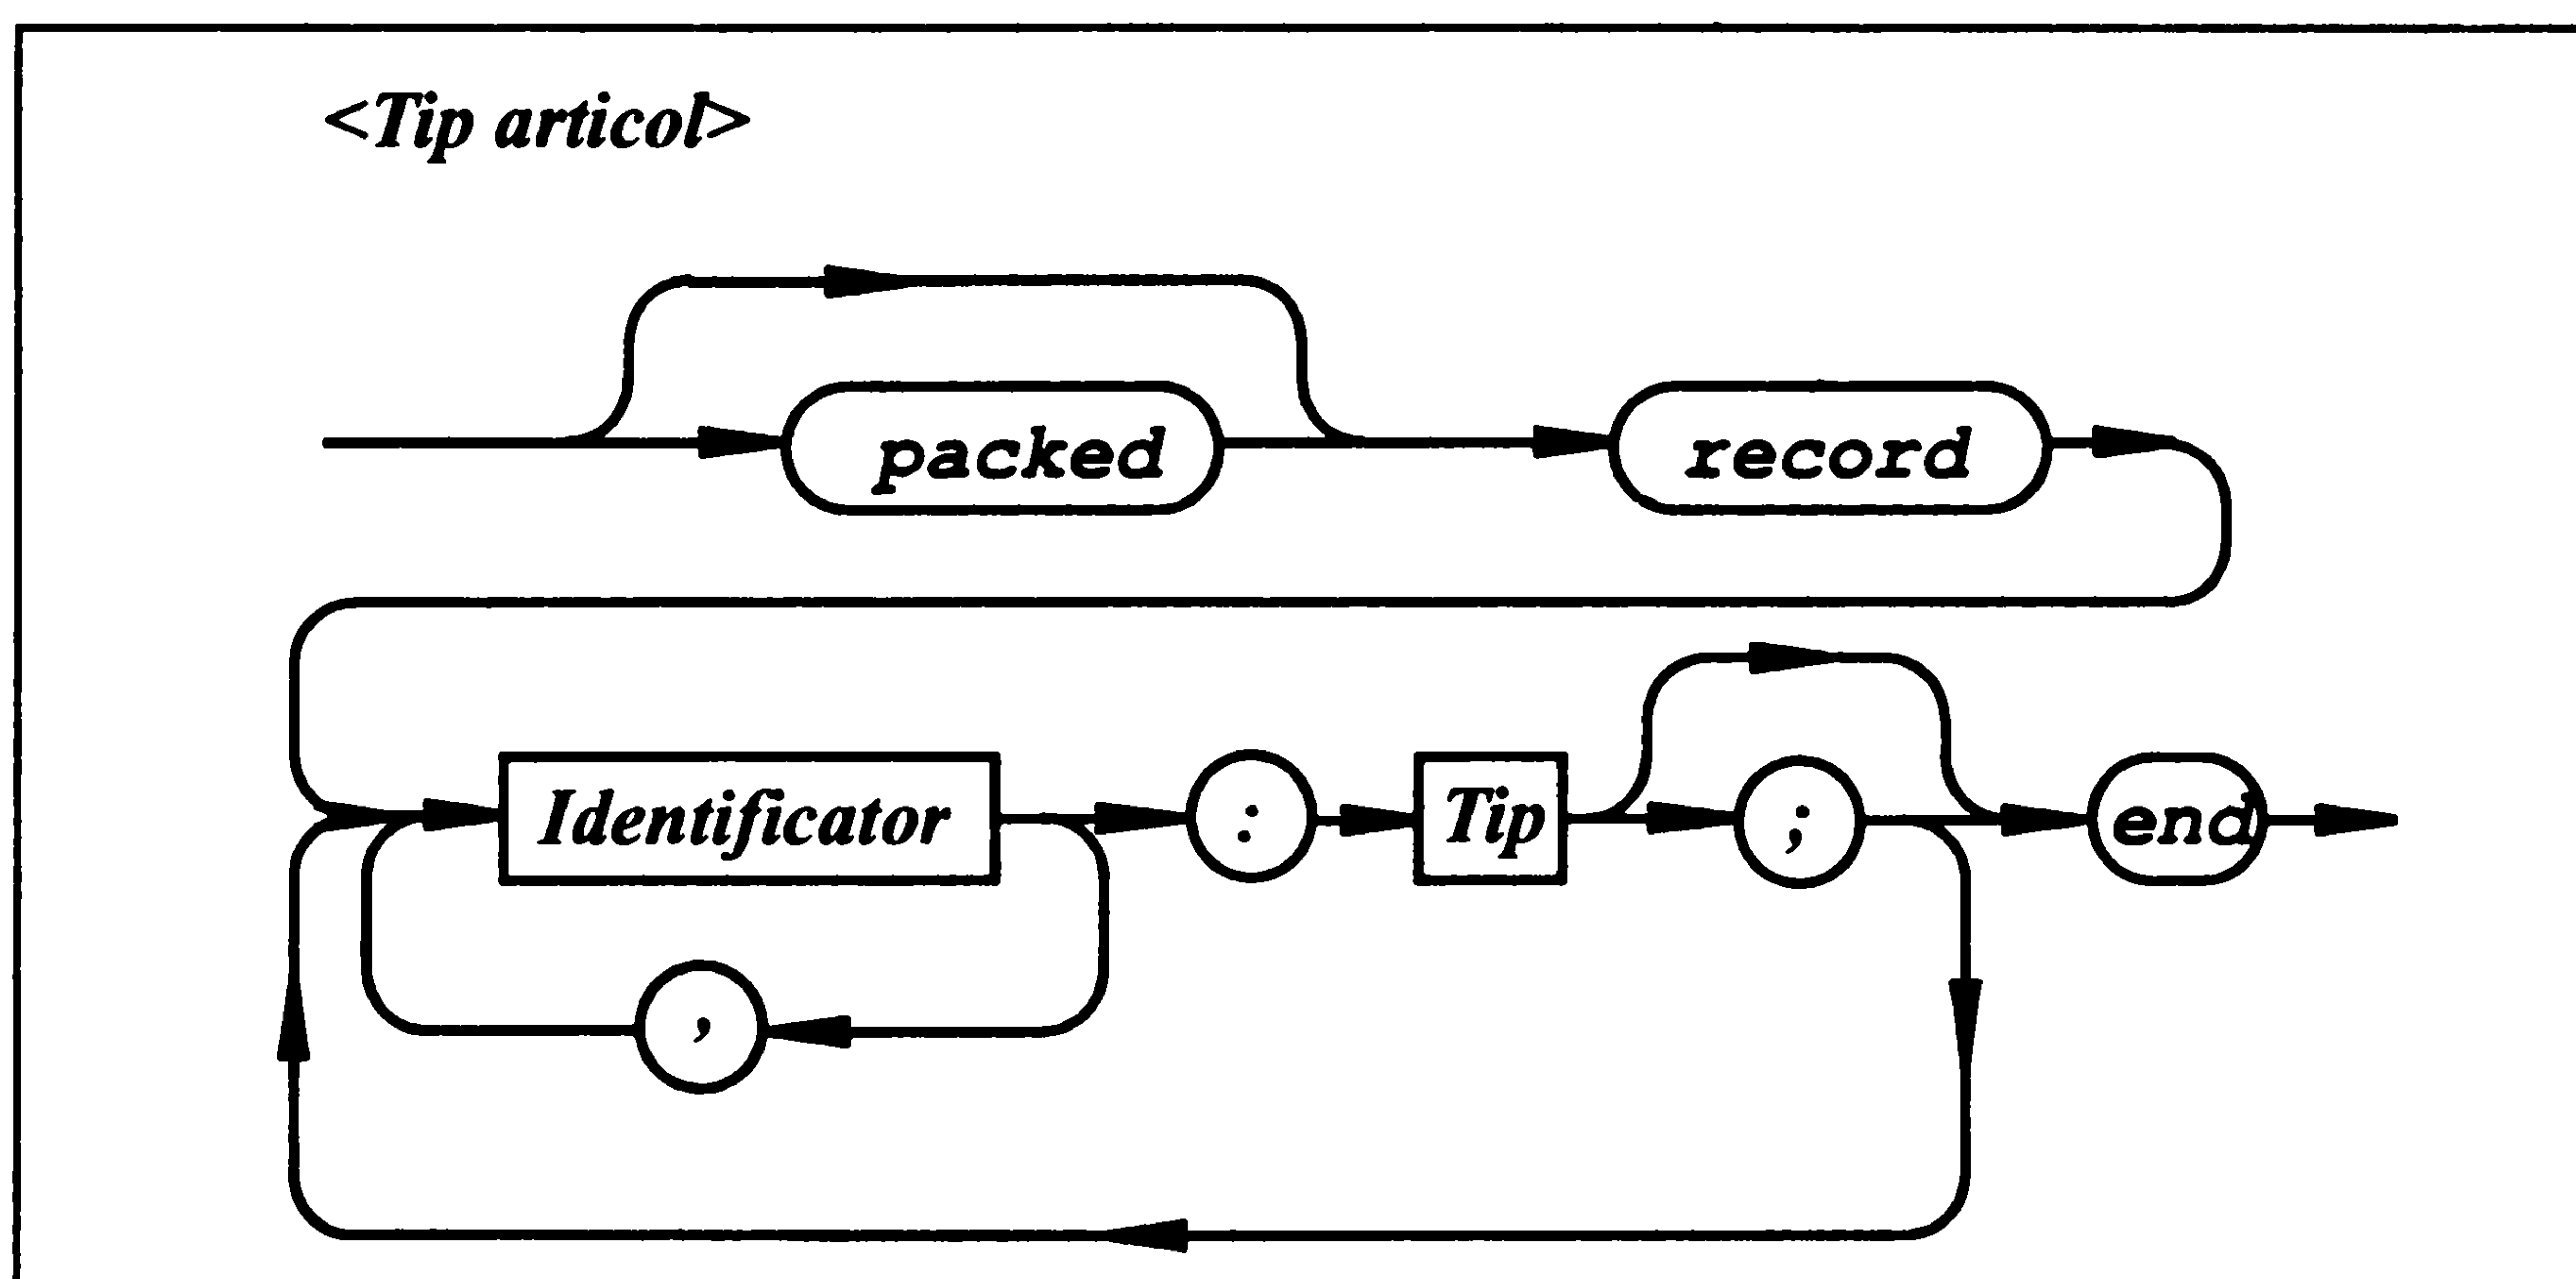 <Tip articol>
packed record
Identificator : Tip ; end
,